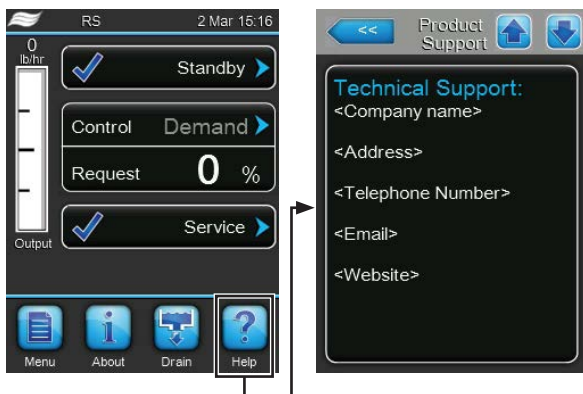 RS 2 Mar 15:16
0
lb/hr
Standby
Control Demand
Request 0 %
Service
Output
Menu About Drain Help
<< Product
Support
Technical Support:
<Company name>
<Address>
<Telephone Number>
<Email>
<Website>